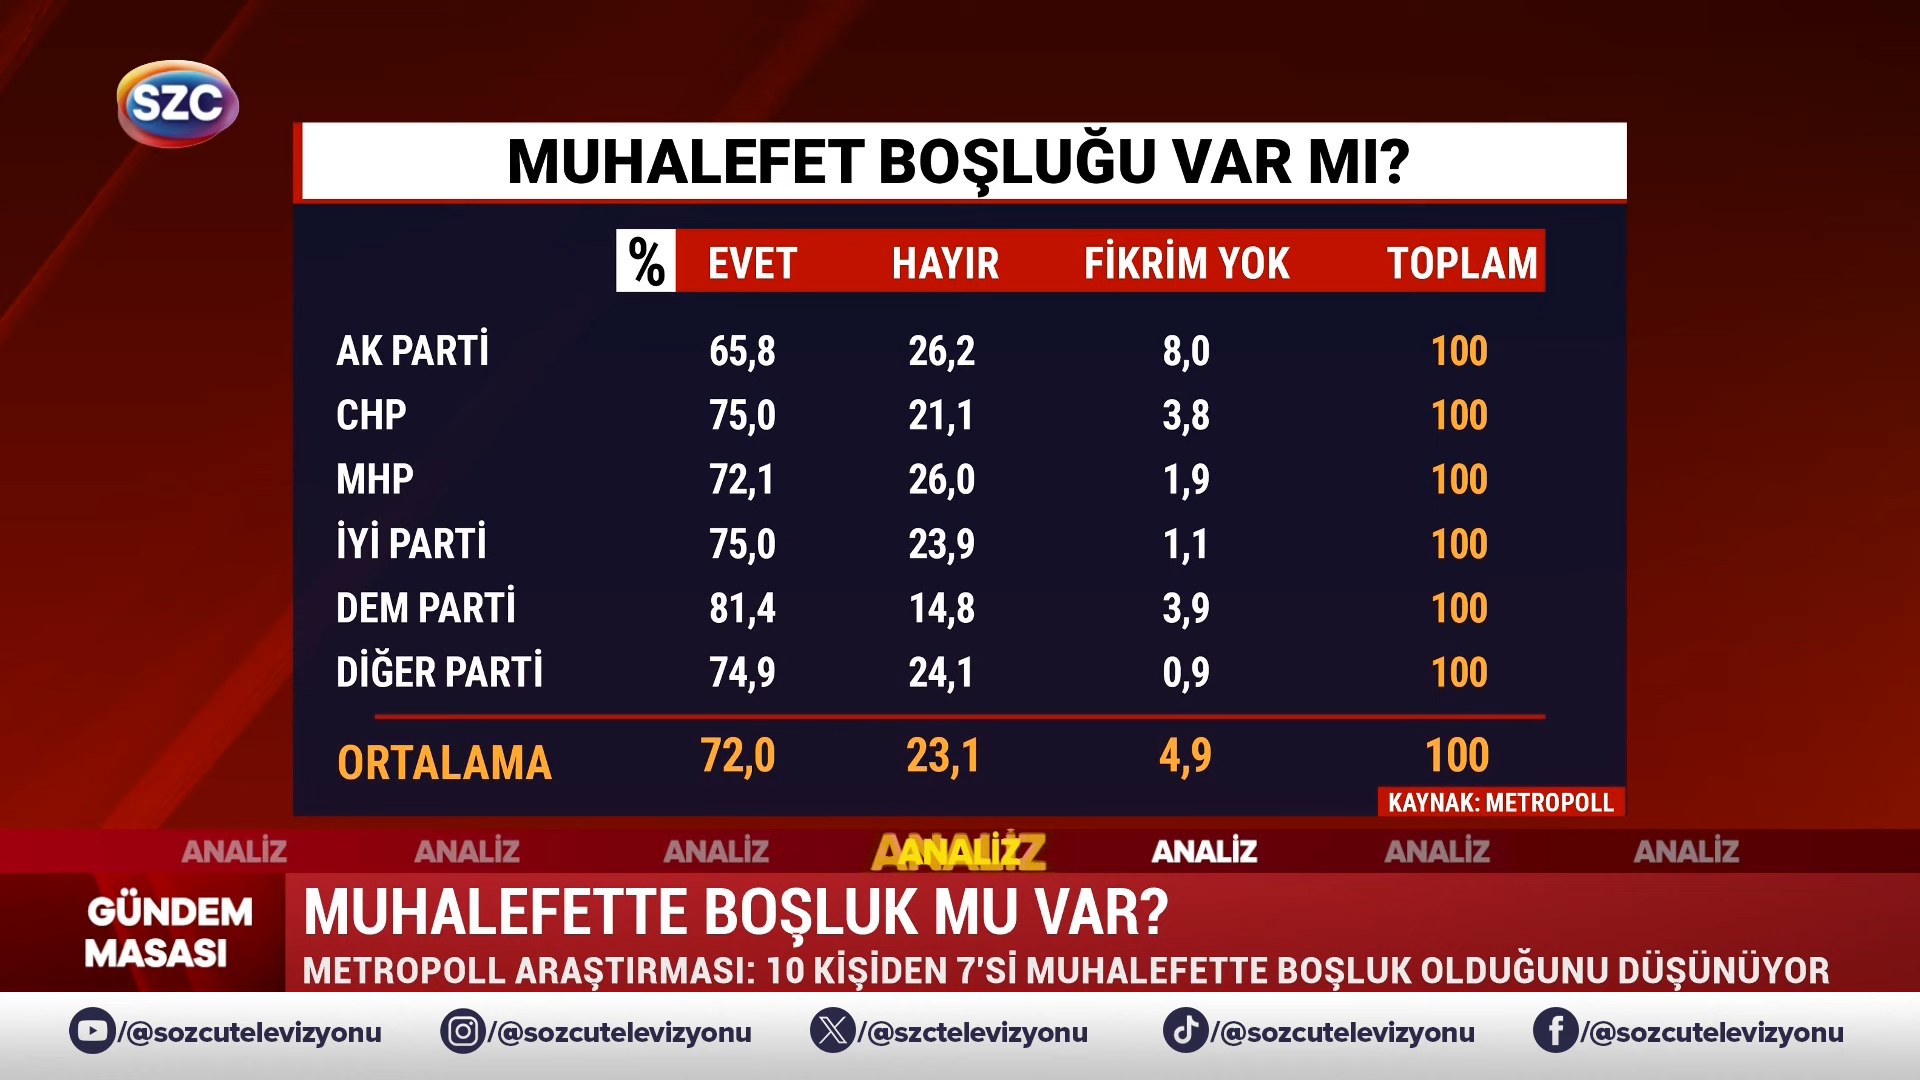 SZC
MUHALEFET BOŞLUĞU VAR MI?
% EVET HAYIR FİKRİM YOK TOPLAM
AK PARTİ 65,8 26,2 8,0 100
CHP 75,0 21,1 3,8 100
MHP 72,1 26,0 1,9 100
İYİ PARTİ 75,0 23,9 1,1 100
DEM PARTİ 81,4 14,8 3,9 100
DİĞER PARTİ 74,9 24,1 0,9 100
ORTALAMA 72,0 23,1 4,9 100
KAYNAK: METROPOLL
ANALİZ ANALİZ ANALİZ ANALİZ ANALİZ ANALİZ ANALİZ
GÜNDEM
MASASI
MUHALEFETTE BOŞLUK MU VAR?
METROPOLL ARAŞTIRMASI: 10 KİŞİDEN 7'Sİ MUHALEFETTE BOŞLUK OLDUĞUNU DÜŞÜNÜYOR
/@sozcutelevizyonu /@sozcutelevizyonu /@szctelevizyonu /@sozcutelevizyonu /@sozcutelevizyonu